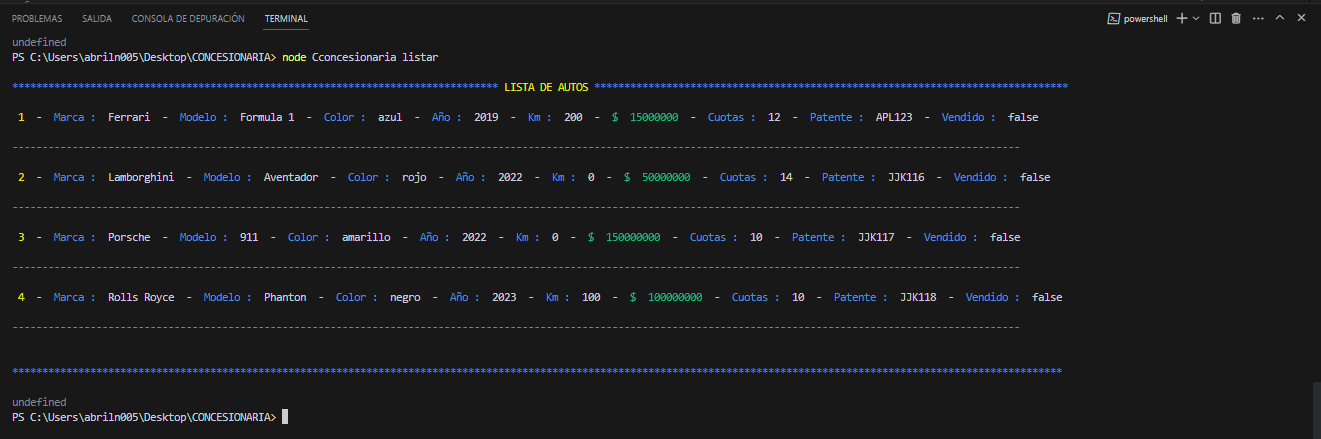 PROBLEMAS SALIDA CONSOLA DE DEPURACIÓN TERMINAL powershell
undefined
PS C:\Users\abriln005\Desktop\CONCESIONARIA> node Cconcesionaria listar
********************************************************************************* LISTA DE AUTOS *******************************************************************************
1 - Marca : Ferrari - Modelo : Formula 1 - Color : azul - Año : 2019 - Km : 200 - $ 15000000 - Cuotas : 12 - Patente : APL123 - Vendido : false
------------------------------------------------------------------------------------------------------------------------------------------------------------------------
2 - Marca : Lamborghini - Modelo : Aventador - Color : rojo - Año : 2022 - Km : 0 - $ 50000000 - Cuotas : 14 - Patente : JJK116 - Vendido : false
------------------------------------------------------------------------------------------------------------------------------------------------------------------------
3 - Marca : Porsche - Modelo : 911 - Color : amarillo - Año : 2022 - Km : 0 - $ 150000000 - Cuotas : 10 - Patente : JJK117 - Vendido : false
------------------------------------------------------------------------------------------------------------------------------------------------------------------------
4 - Marca : Rolls Royce - Modelo : Phanton - Color : negro - Año : 2023 - Km : 100 - $ 100000000 - Cuotas : 10 - Patente : JJK118 - Vendido : false
------------------------------------------------------------------------------------------------------------------------------------------------------------------------
*******************************************************************************************************************************************************************************
undefined
PS C:\Users\abriln005\Desktop\CONCESIONARIA>